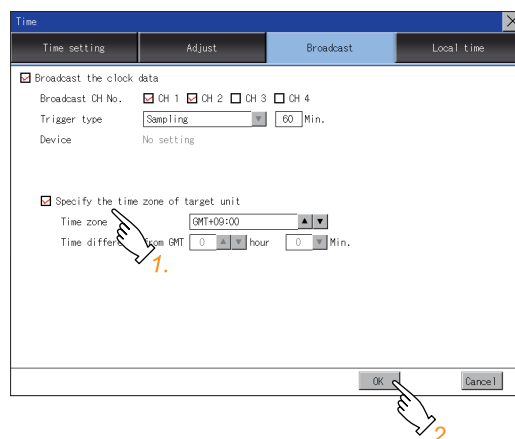 Time
Time setting Adjust Broadcast Local time
Broadcast the clock data
Broadcast CH No. CH 1 CH 2 CH 3 CH 4
Trigger type Sampling 60 Min.
Device No setting
Specify the time zone of target unit
Time zone GMT+09:00
Time differ from GMT 0 hour 0 Min.
1.
OK Cancel
2